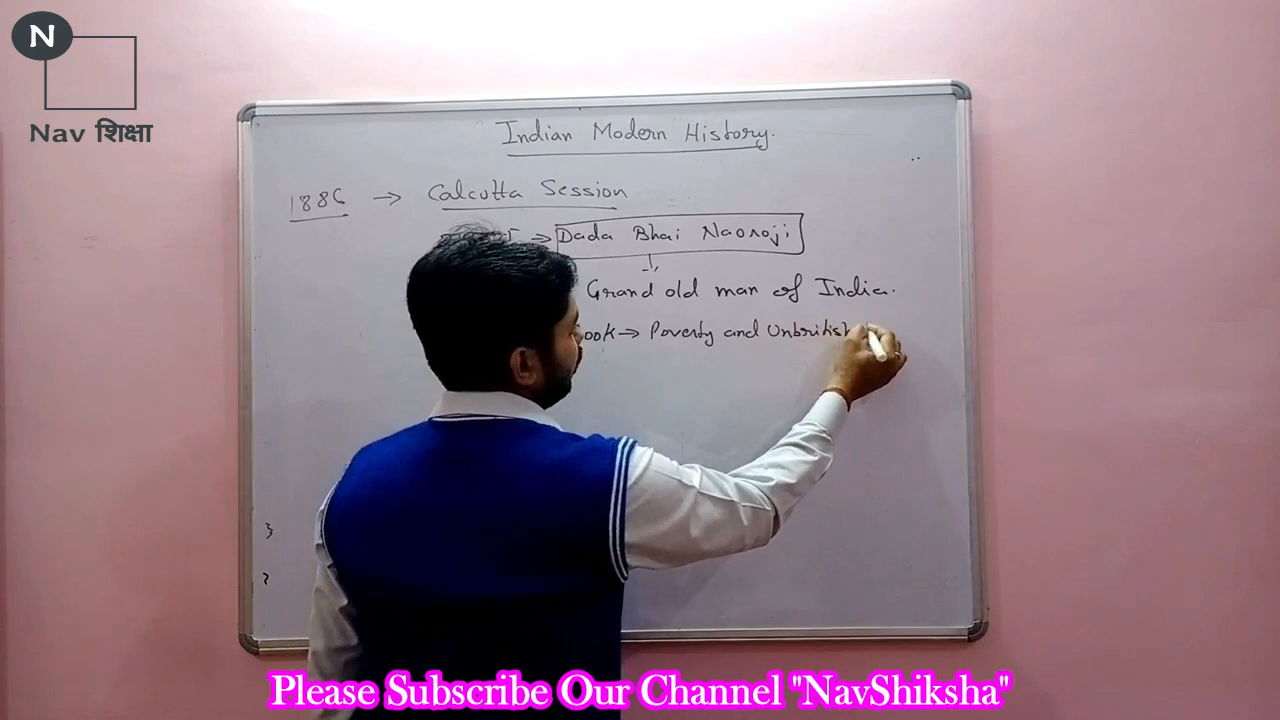 N
Nav शिक्षा
Indian Modern History.
1886 → Calcutta Session
→ Dada Bhai Naoroji
Grand old man of India.
ook → Poverty and Unbritish
Please Subscribe Our Channel "NavShiksha"